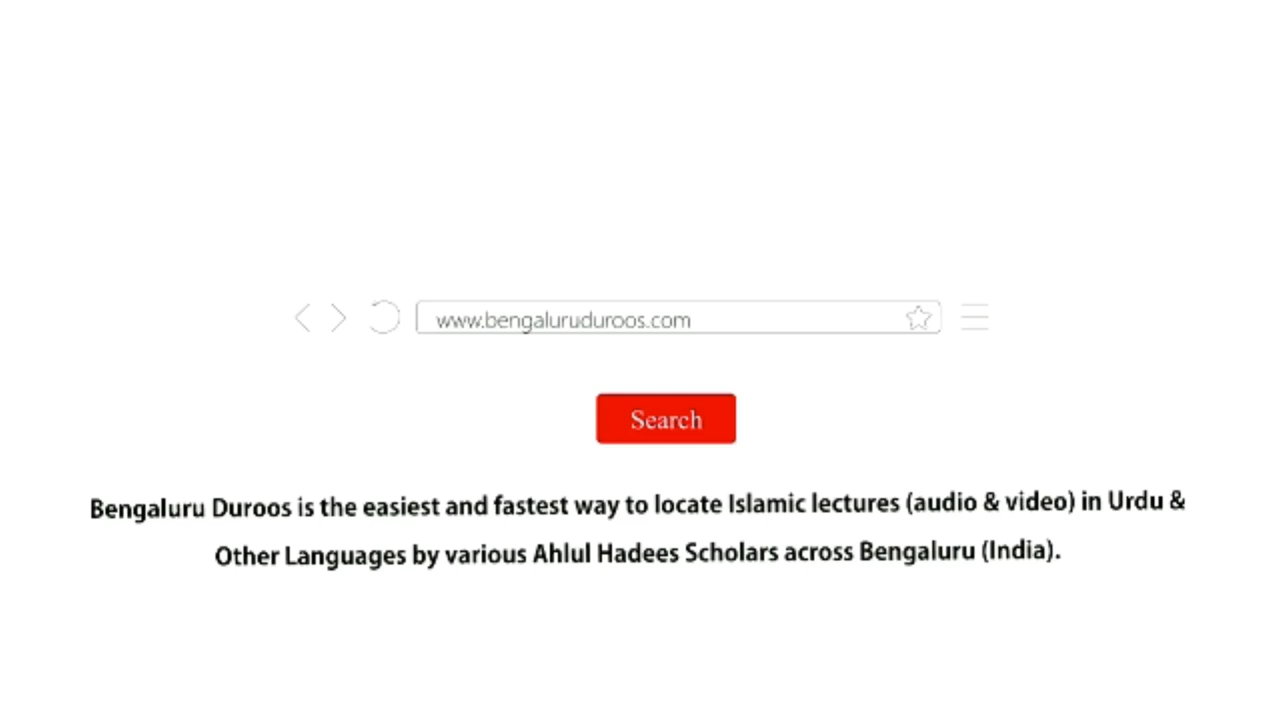 www.bengaluruduroos.com
Search
Bengaluru Duroos is the easiest and fastest way to locate Islamic lectures (audio & video) in Urdu &
Other Languages by various Ahlul Hadees Scholars across Bengaluru (India).